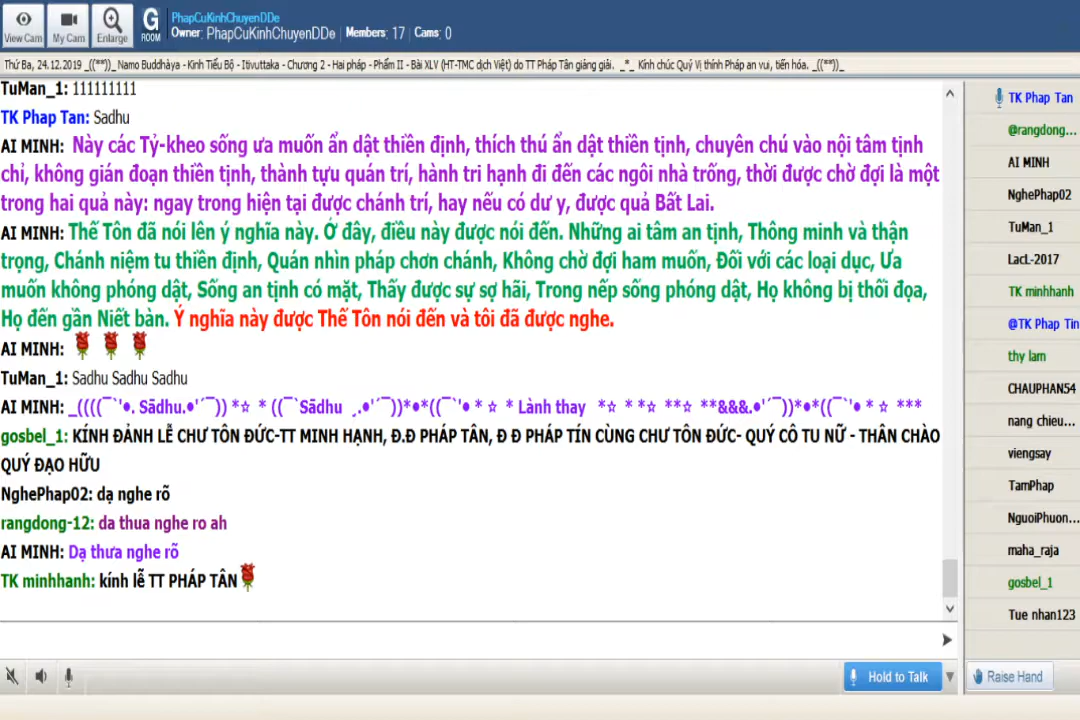 View Cam
My Cam
Enlarge
G
ROOM
PhapCuKinhChuyenDDe
Owner: PhapCuKinhChuyenDDe Members: 17 Cams: 0
Thứ Ba, 24.12.2019 _((**))_ Namo Buddhàya - Kinh Tiểu Bộ - Itivuttaka - Chương 2 - Hai pháp - Phẩm II - Bài XLV (HT-TMC dịch Việt) do TT Pháp Tân giảng giải. _*_ Kính chúc Quý Vị thính Pháp an vui, tiến hóa. _((**))_
TuMan_1: 111111111
TK Phap Tan: Sadhu
AI MINH: Này các Tỷ-kheo sống ưa muốn ẩn dật thiền định, thích thú ẩn dật thiền tịnh, chuyên chú vào nội tâm tịnh
chỉ, không gián đoạn thiền tịnh, thành tựu quán trí, hành tri hạnh đi đến các ngôi nhà trống, thời được chờ đợi là một
trong hai quả này: ngay trong hiện tại được chánh trí, hay nếu có dư y, được quả Bất Lai.
AI MINH: Thế Tôn đã nói lên ý nghĩa này. Ở đây, điều này được nói đến. Những ai tâm an tịnh, Thông minh và thận
trọng, Chánh niệm tu thiền định, Quán nhìn pháp chơn chánh, Không chờ đợi ham muốn, Đối với các loại dục, Ưa
muốn không phóng dật, Sống an tịnh có mặt, Thấy được sự sợ hãi, Trong nếp sống phóng dật, Họ không bị thối đọa,
Họ đến gần Niết bàn. Ý nghĩa này được Thế Tôn nói đến và tôi đã được nghe.
AI MINH:
TuMan_1: Sadhu Sadhu Sadhu
AI MINH: _((((¯`'•. Sādhu.•'´¯)) *☆ * ((¯`Sādhu ¸.•'´¯))*•*((¯`'• * ☆ * Lành thay *☆ * *☆ **☆ **&&&.•'´¯))*•*((¯`'• * ☆ ***
gosbel_1: KÍNH ĐẢNH LỄ CHƯ TÔN ĐỨC-TT MINH HẠNH, Đ.Đ PHÁP TÂN, Đ Đ PHÁP TÍN CÙNG CHƯ TÔN ĐỨC- QUÝ CÔ TU NỮ - THÂN CHÀO
QUÝ ĐẠO HỮU
NghePhap02: dạ nghe rõ
rangdong-12: da thua nghe ro ah
AI MINH: Dạ thưa nghe rõ
TK minhhanh: kính lễ TT PHÁP TÂN
TK Phap Tan
@rangdong...
AI MINH
NghePhap02
TuMan_1
LacL-2017
TK minhhanh
@TK Phap Tin
thy lam
CHAUPHAN54
nang chieu...
viengsay
TamPhap
NguoiPhuon...
maha_raja
gosbel_1
Tue nhan123
Hold to Talk
Raise Hand